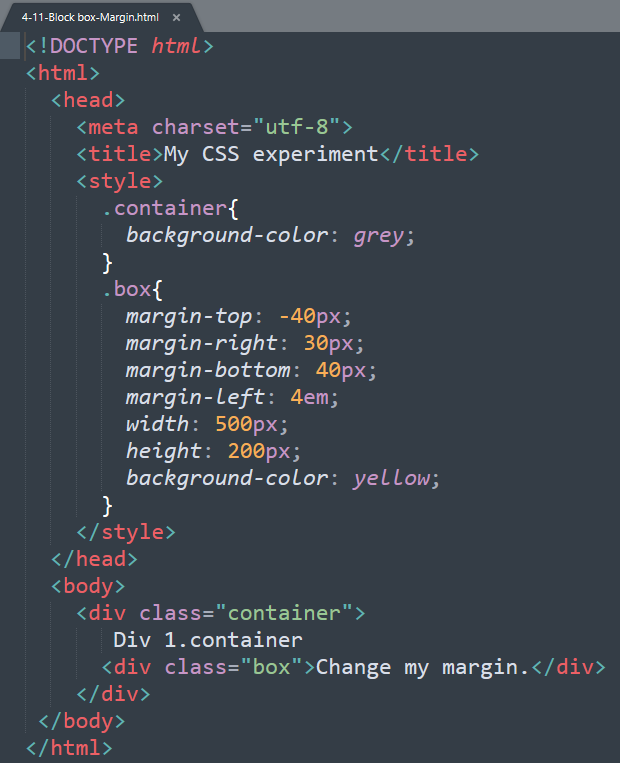 4-11-Block box-Margin.html ×
<!DOCTYPE html>
<html>
<head>
<meta charset="utf-8">
<title>My CSS experiment</title>
<style>
.container{
background-color: grey;
}
.box{
margin-top: -40px;
margin-right: 30px;
margin-bottom: 40px;
margin-left: 4em;
width: 500px;
height: 200px;
background-color: yellow;
}
</style>
</head>
<body>
<div class="container">
Div 1.container
<div class="box">Change my margin.</div>
</div>
</body>
</html>